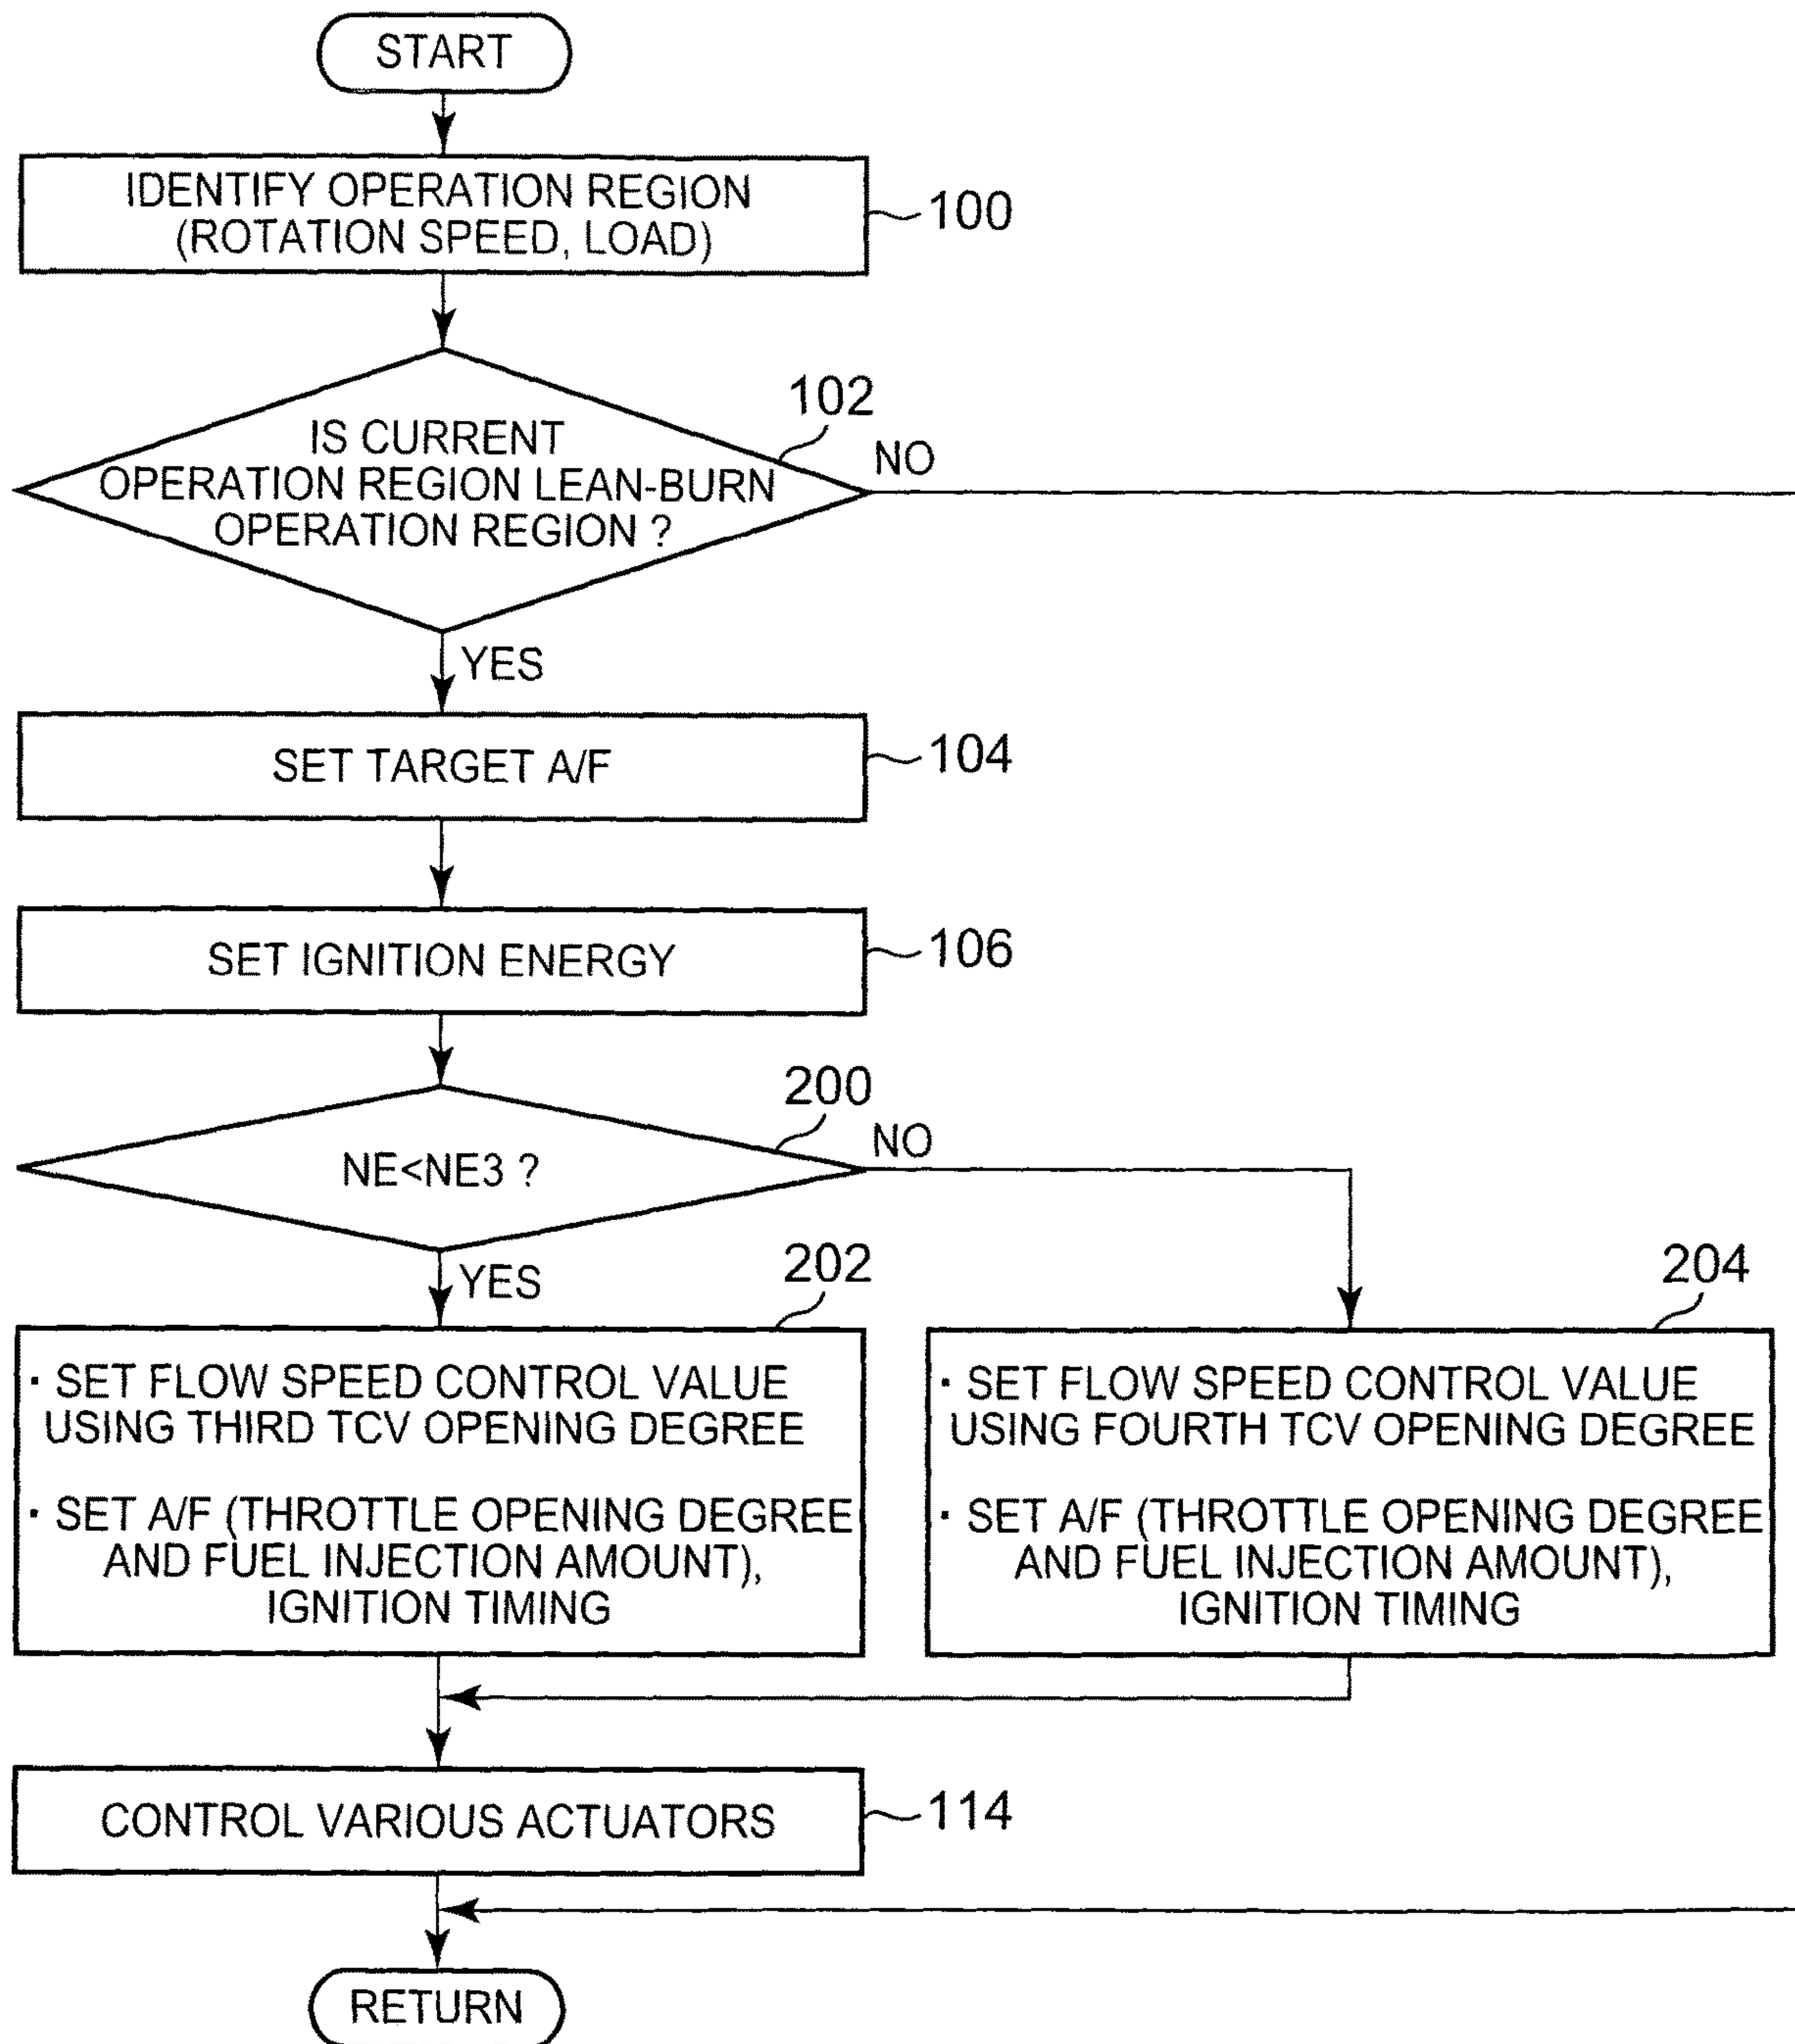 START
IDENTIFY OPERATION REGION
(ROTATION SPEED, LOAD)
100
102
IS CURRENT
OPERATION REGION LEAN-BURN
OPERATION REGION ?
NO
YES
SET TARGET A/F
104
SET IGNITION ENERGY
106
200
NE<NE3 ?
NO
YES
202
204
· SET FLOW SPEED CONTROL VALUE
USING THIRD TCV OPENING DEGREE
· SET A/F (THROTTLE OPENING DEGREE
AND FUEL INJECTION AMOUNT),
IGNITION TIMING
· SET FLOW SPEED CONTROL VALUE
USING FOURTH TCV OPENING DEGREE
· SET A/F (THROTTLE OPENING DEGREE
AND FUEL INJECTION AMOUNT),
IGNITION TIMING
CONTROL VARIOUS ACTUATORS
114
RETURN